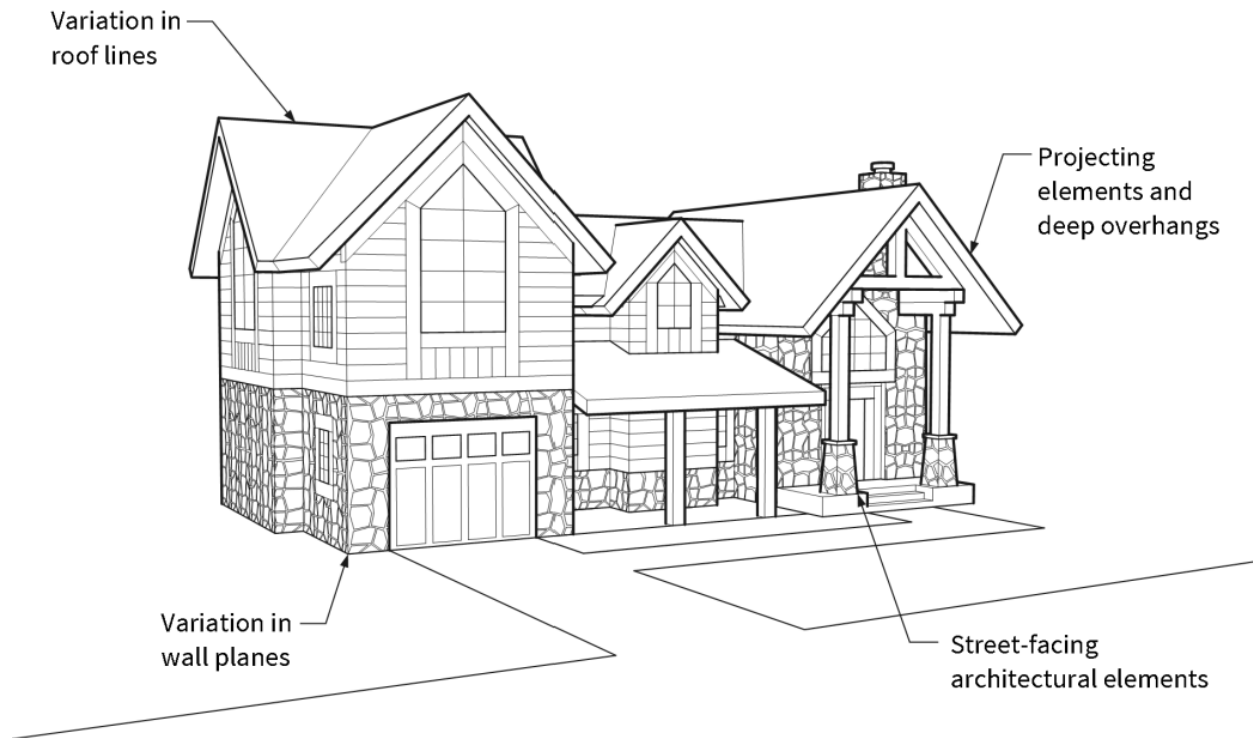 Variation in
roof lines
Projecting
elements and
deep overhangs
Variation in
wall planes
Street-facing
architectural elements